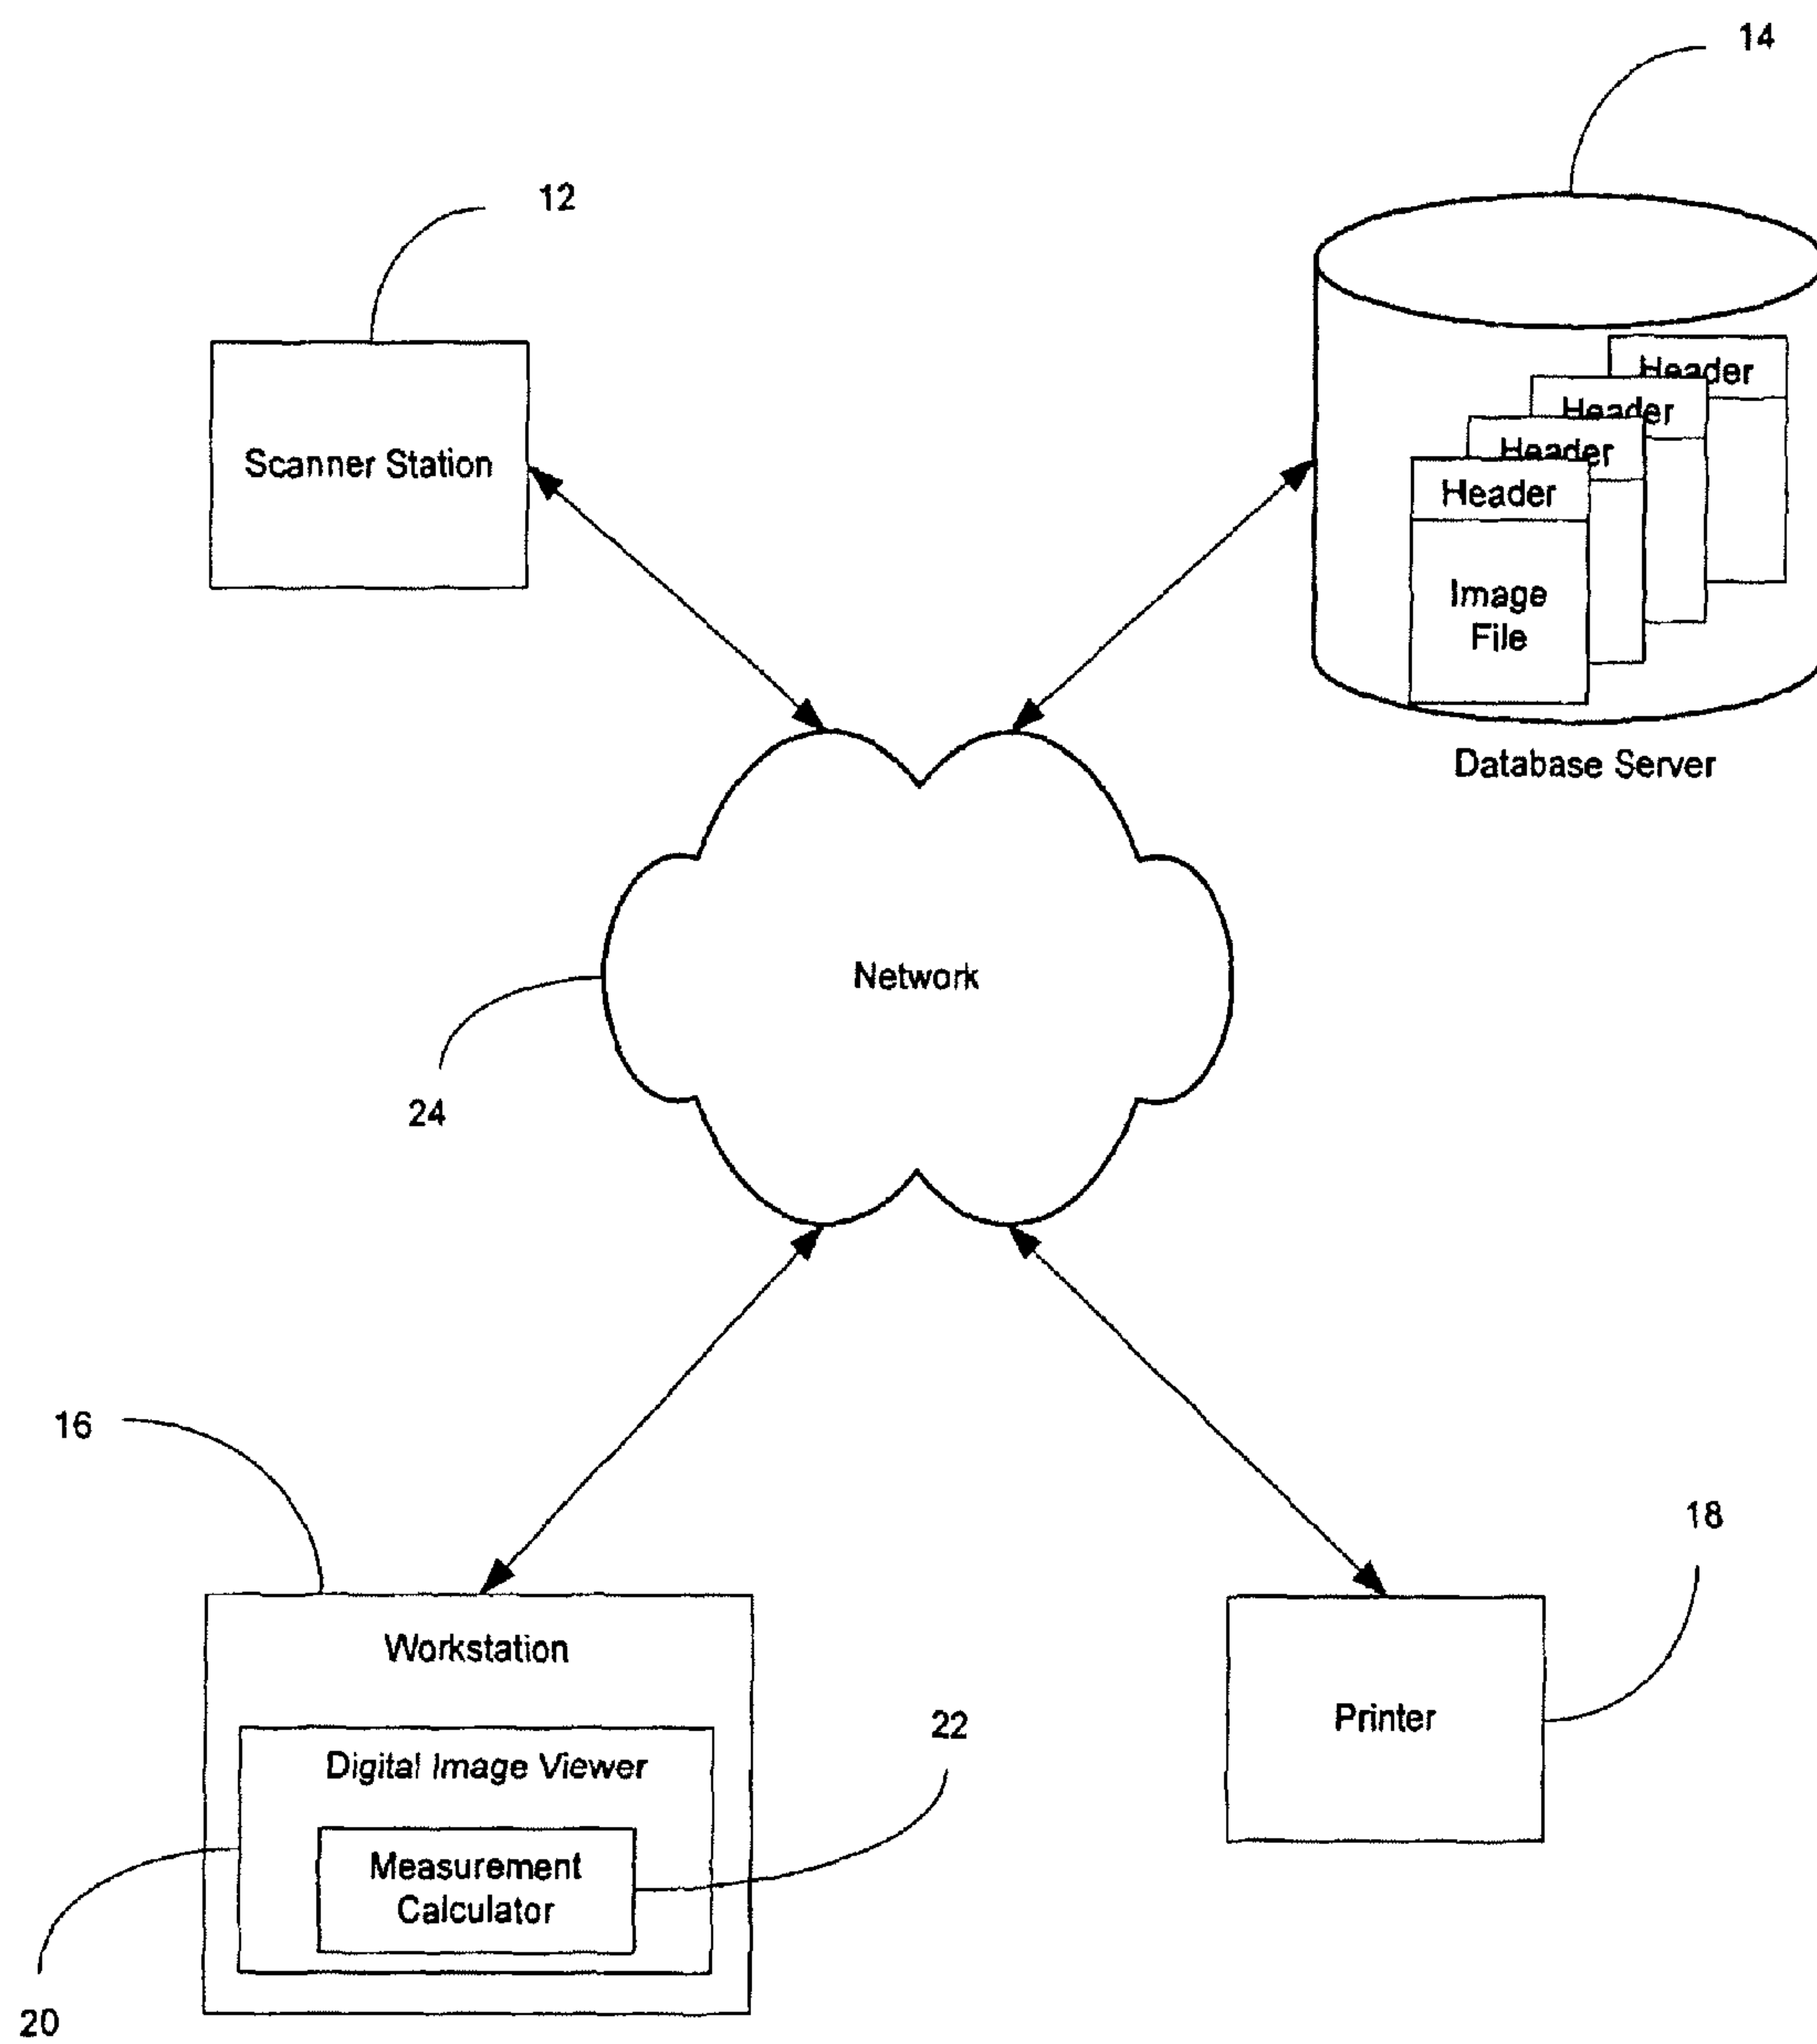 14
12
Scanner Station
Header
Header
Header
Header
Image
File
Database Server
Network
24
16
18
Workstation
Digital Image Viewer
22
Measurement
Calculator
Printer
20